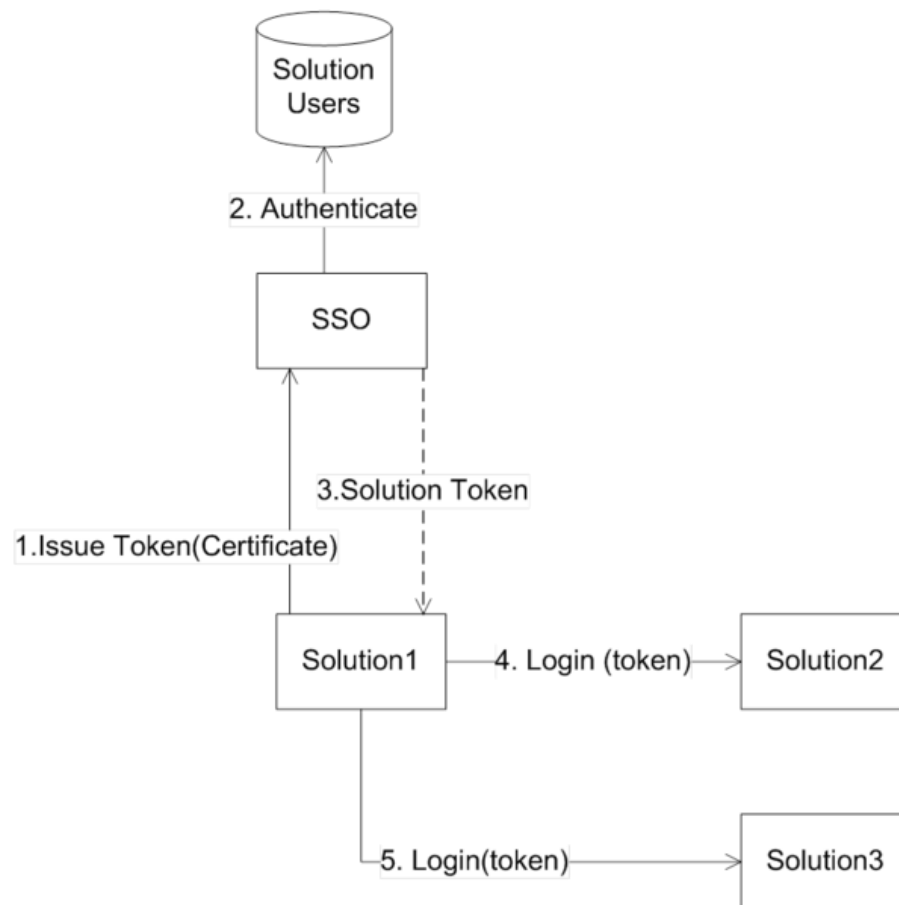 Solution
Users
2. Authenticate
SSO
3.Solution Token
1.Issue Token(Certificate)
Solution1
4. Login (token)
Solution2
5. Login(token)
Solution3